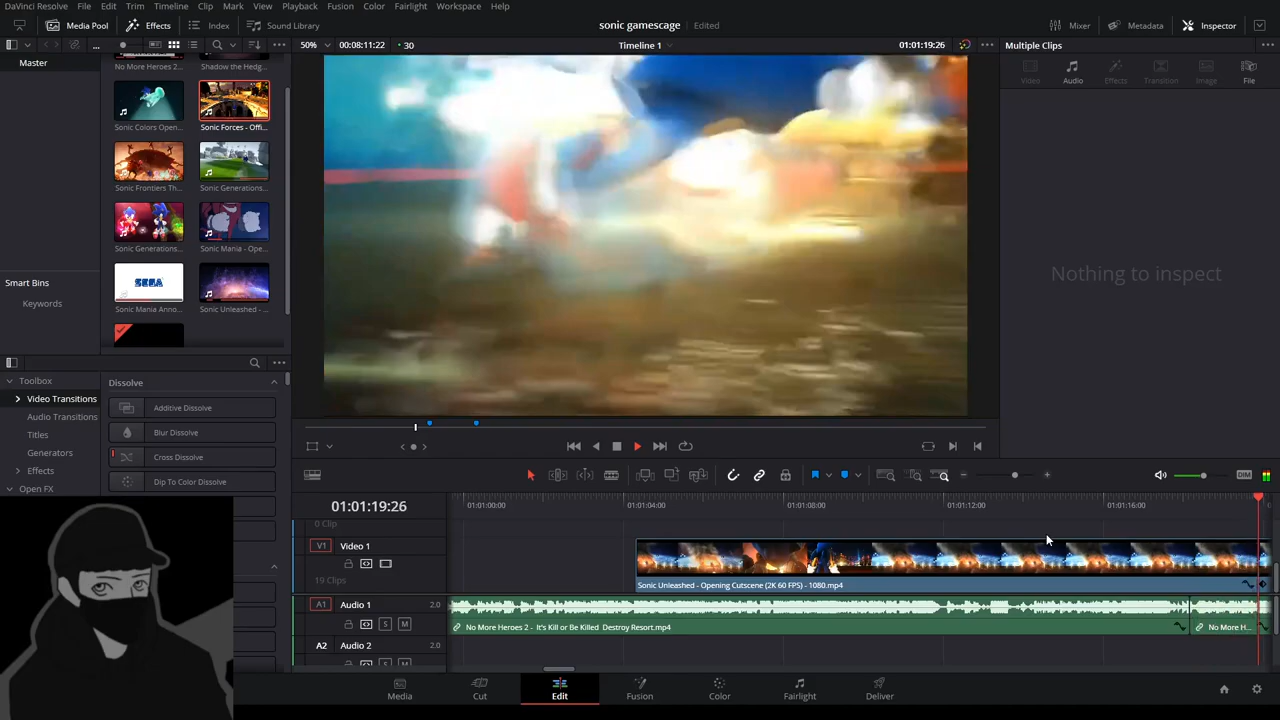 DaVinci Resolve File Edit Trim Timeline Clip Mark View Playback Fusion Color Fairlight Workspace Help
Media Pool Effects Index Sound Library sonic gamescage Edited Mixer Metadata Inspector
... 50% 00:08:11:22 30 Timeline 1 01:01:19:26 Multiple Clips
Master
No More Heroes 2... Shadow the Hedg...
Video Audio Effects Transition Image File
Sonic Colors Open... Sonic Forces - Offi...
Sonic Frontiers Th... Sonic Generations...
Sonic Generations... Sonic Mania - Ope...
Nothing to inspect
Smart Bins
Keywords
SEGA
Sonic Mania Anno... Sonic Unleashed - ...
Toolbox
Video Transitions
Audio Transitions
Titles
Generators
Effects
Open FX
Dissolve
Additive Dissolve
Blur Dissolve
Cross Dissolve
Dip To Color Dissolve
DIM
01:01:19:26
01:01:00:00 01:01:04:00 01:01:08:00 01:01:12:00 01:01:16:00
0 Clip
V1 Video 1
19 Clips
Sonic Unleashed - Opening Cutscene (2K 60 FPS) - 1080.mp4
A1 Audio 1 2.0
S M
No More Heroes 2 - It's Kill or Be Killed Destroy Resort.mp4
No More H...
A2 Audio 2 2.0
S M
Media Cut Edit Fusion Color Fairlight Deliver